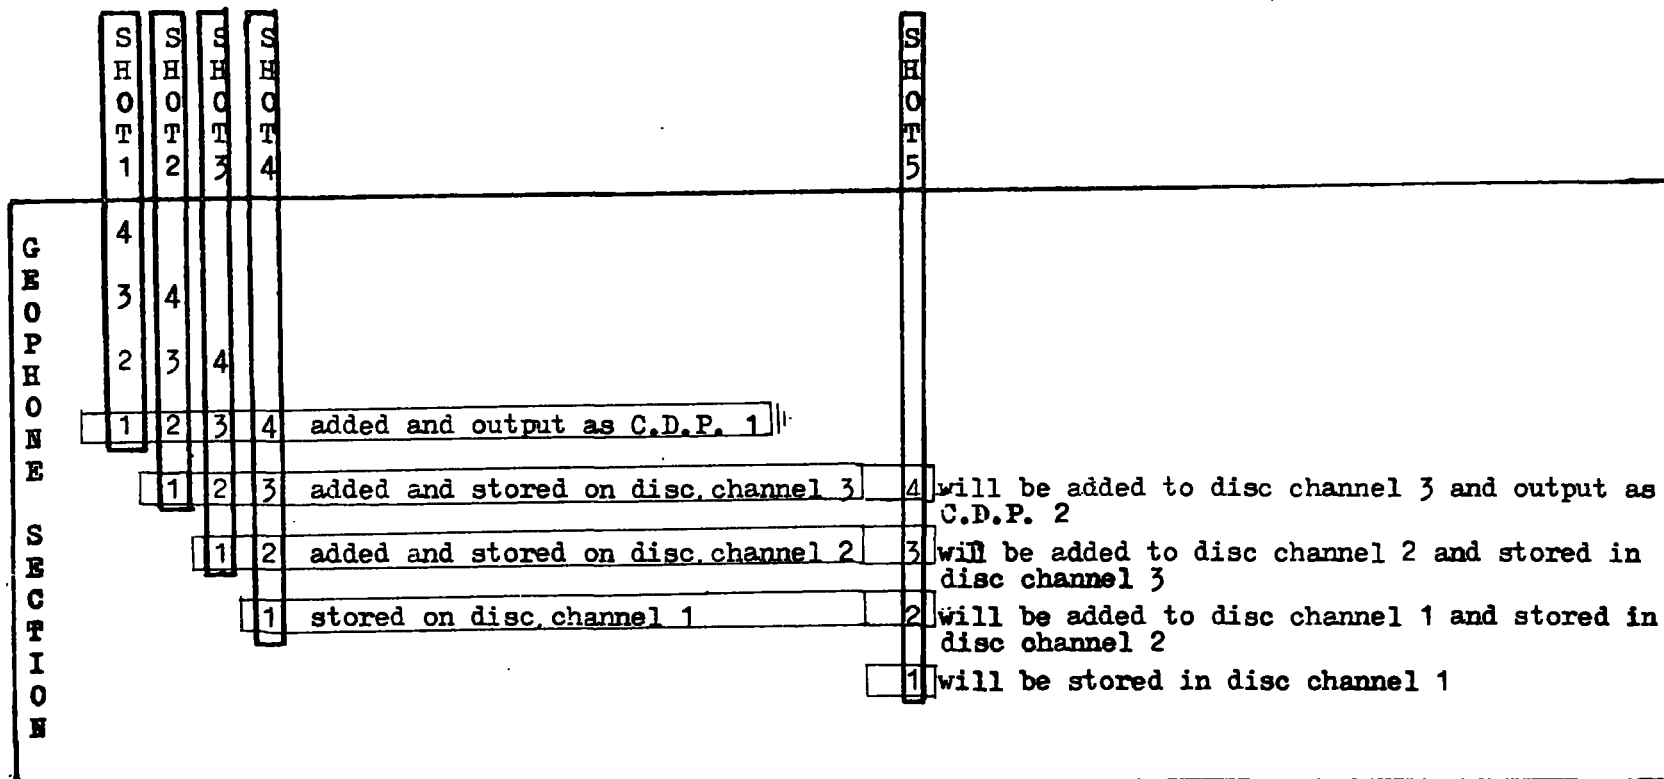 SHOT 1
SHOT 2
SHOT 3
SHOT 4
SHOT 5
GEOPHONE SECTION
4
3 4
2 3 4
1 2 3 4 added and output as C.D.P. 1
1 2 3 added and stored on disc channel 3 4 will be added to disc channel 3 and output as
C.D.P. 2
1 2 added and stored on disc channel 2 3 will be added to disc channel 2 and stored in
disc channel 3
1 stored on disc channel 1 2 will be added to disc channel 1 and stored in
disc channel 2
1 will be stored in disc channel 1